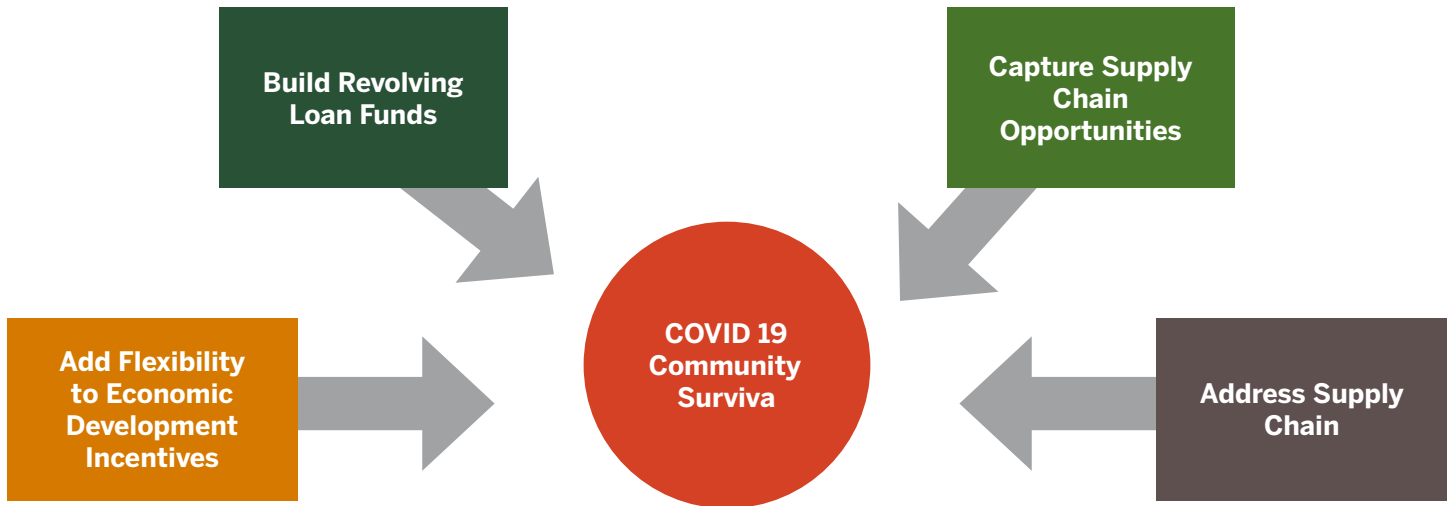 Build Revolving
Loan Funds
Capture Supply
Chain
Opportunities
Add Flexibility
to Economic
Development
Incentives
COVID 19
Community
Surviva
Address Supply
Chain